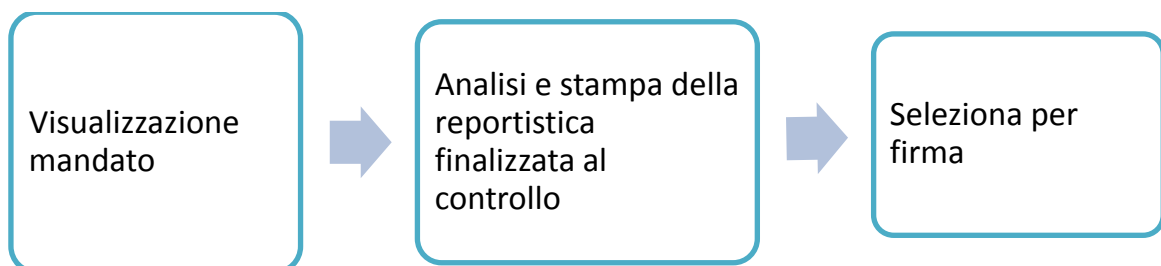 Visualizzazione
mandato
Analisi e stampa della
reportistica
finalizzata al
controllo
Seleziona per
firma